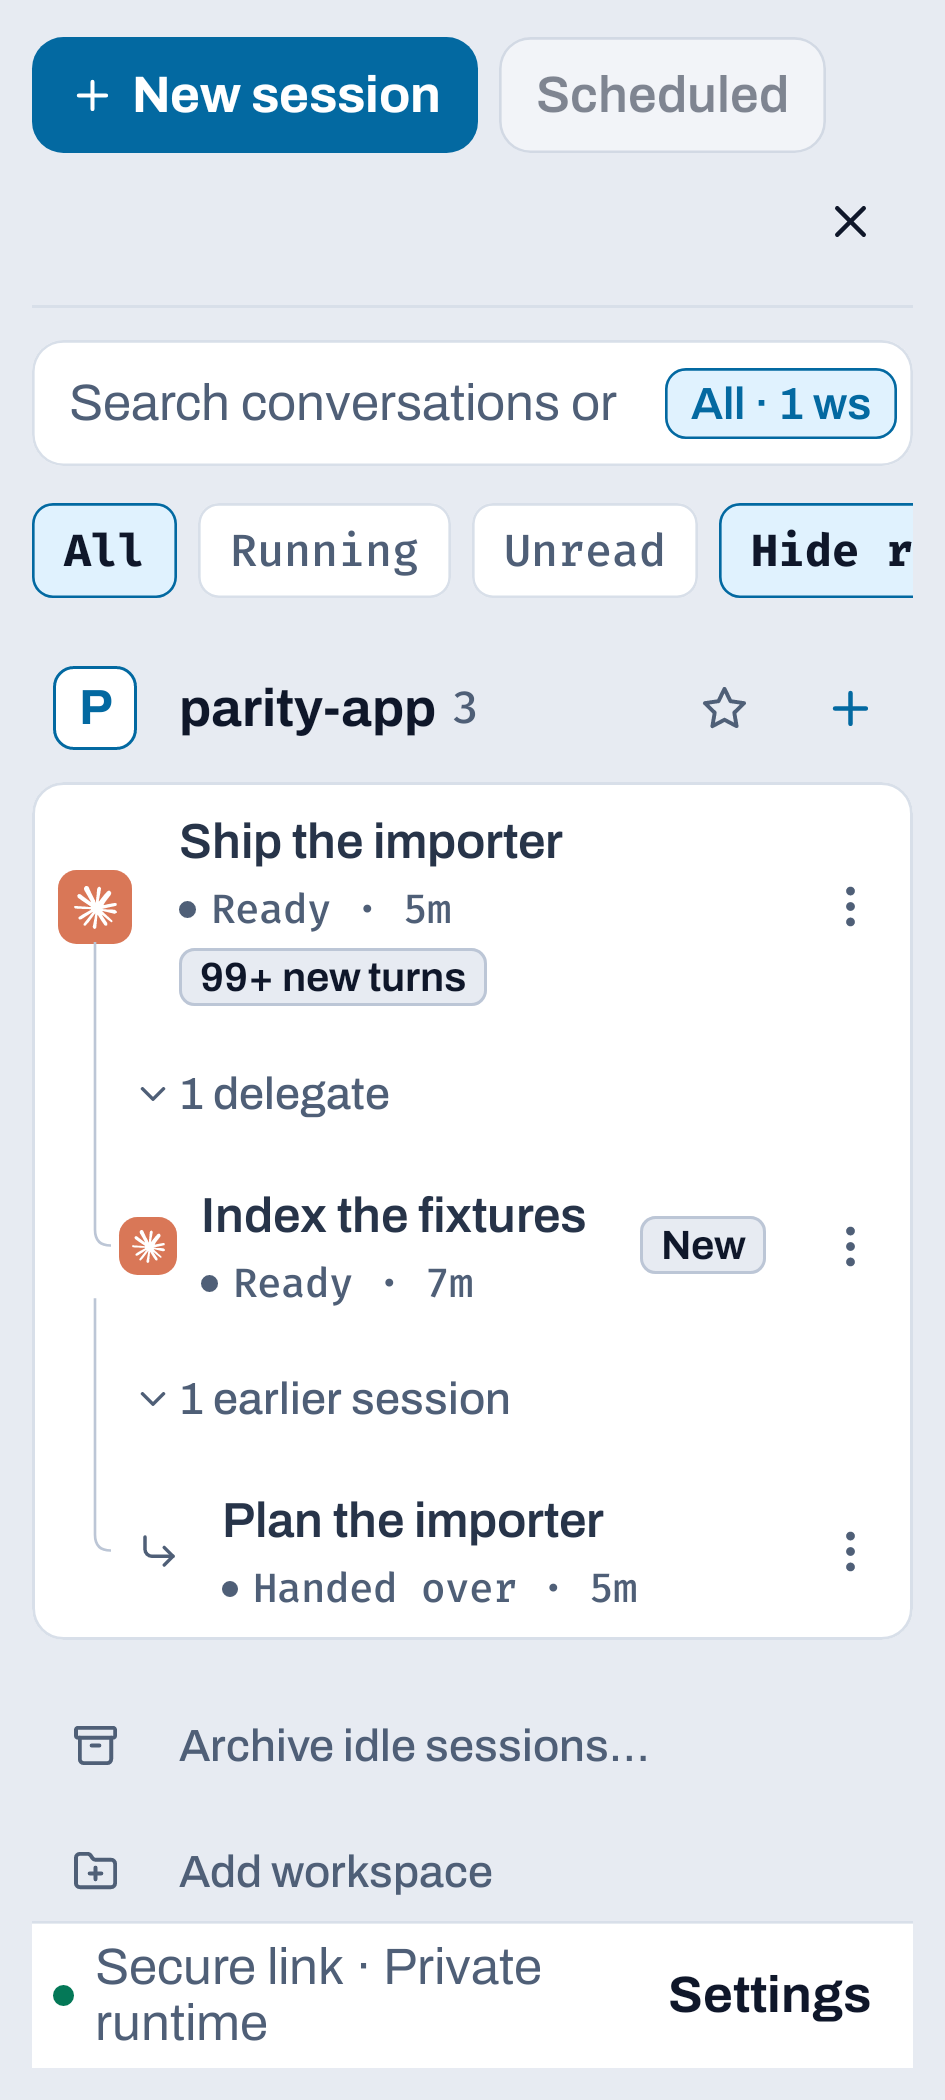 New session
Scheduled
Search conversations or
All · 1 ws
All
Running
Unread
Hide r
P
parity-app 3
Ship the importer
Ready · 5m
99+ new turns
1 delegate
Index the fixtures
New
Ready · 7m
1 earlier session
Plan the importer
Handed over · 5m
Archive idle sessions...
Add workspace
Secure link · Private
runtime
Settings